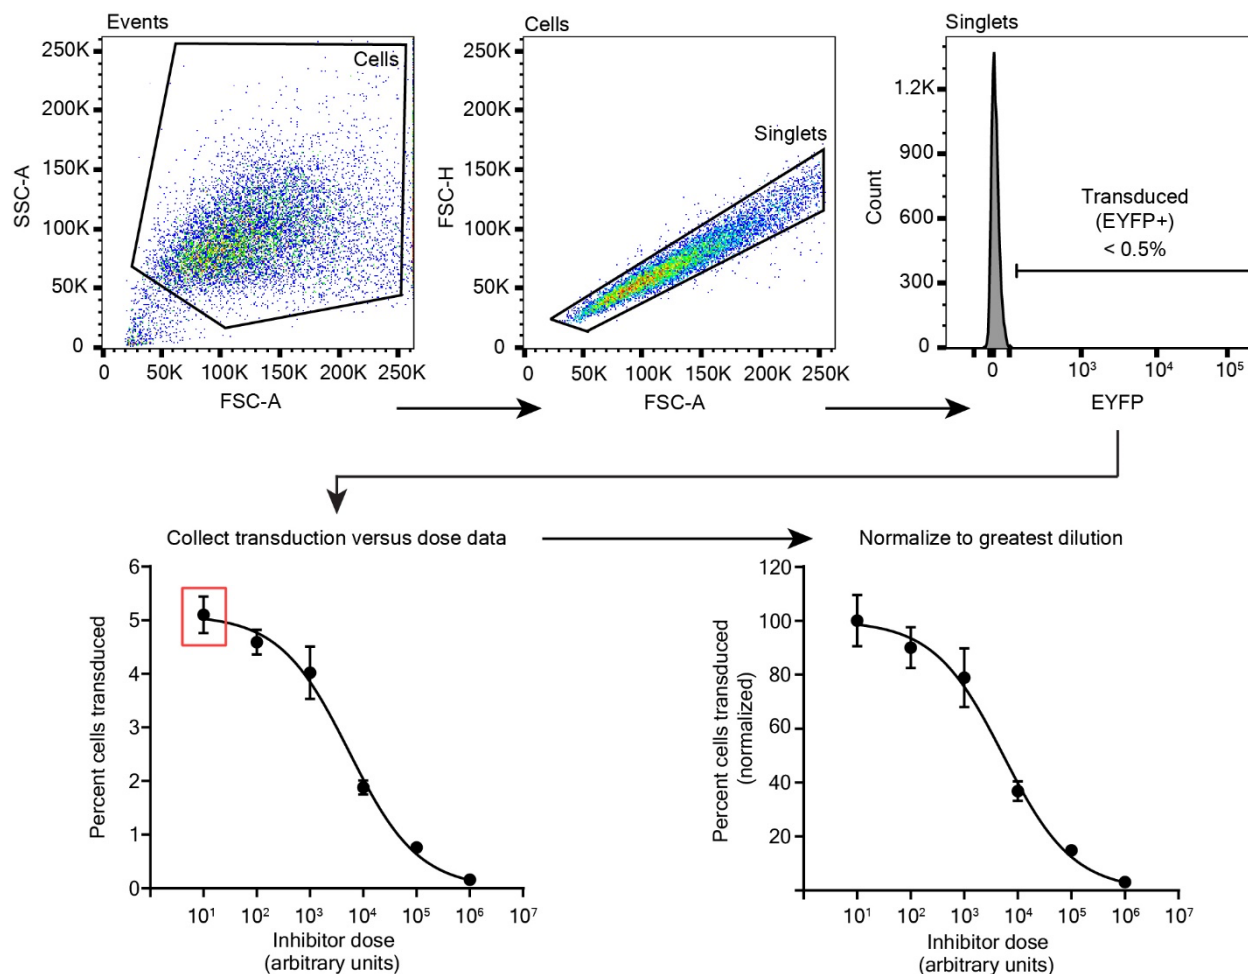 Events
Cells
250K
200K
150K
100K
50K
0
SSC-A
0
50K
100K
150K
200K
250K
FSC-A
Cells
Singlets
250K
200K
150K
100K
50K
0
FSC-H
0
50K
100K
150K
200K
250K
FSC-A
Singlets
1.2K
900
600
300
0
Count
Transduced
(EYFP+)
< 0.5%
0
10³
10⁴
10⁵
EYFP
Collect transduction versus dose data
6
5
4
3
2
1
0
Percent cells transduced
10¹
10²
10³
10⁴
10⁵
10⁶
10⁷
Inhibitor dose
(arbitrary units)
Normalize to greatest dilution
120
100
80
60
40
20
Percent cells transduced
(normalized)
10¹
10²
10³
10⁴
10⁵
10⁶
10⁷
Inhibitor dose
(arbitrary units)